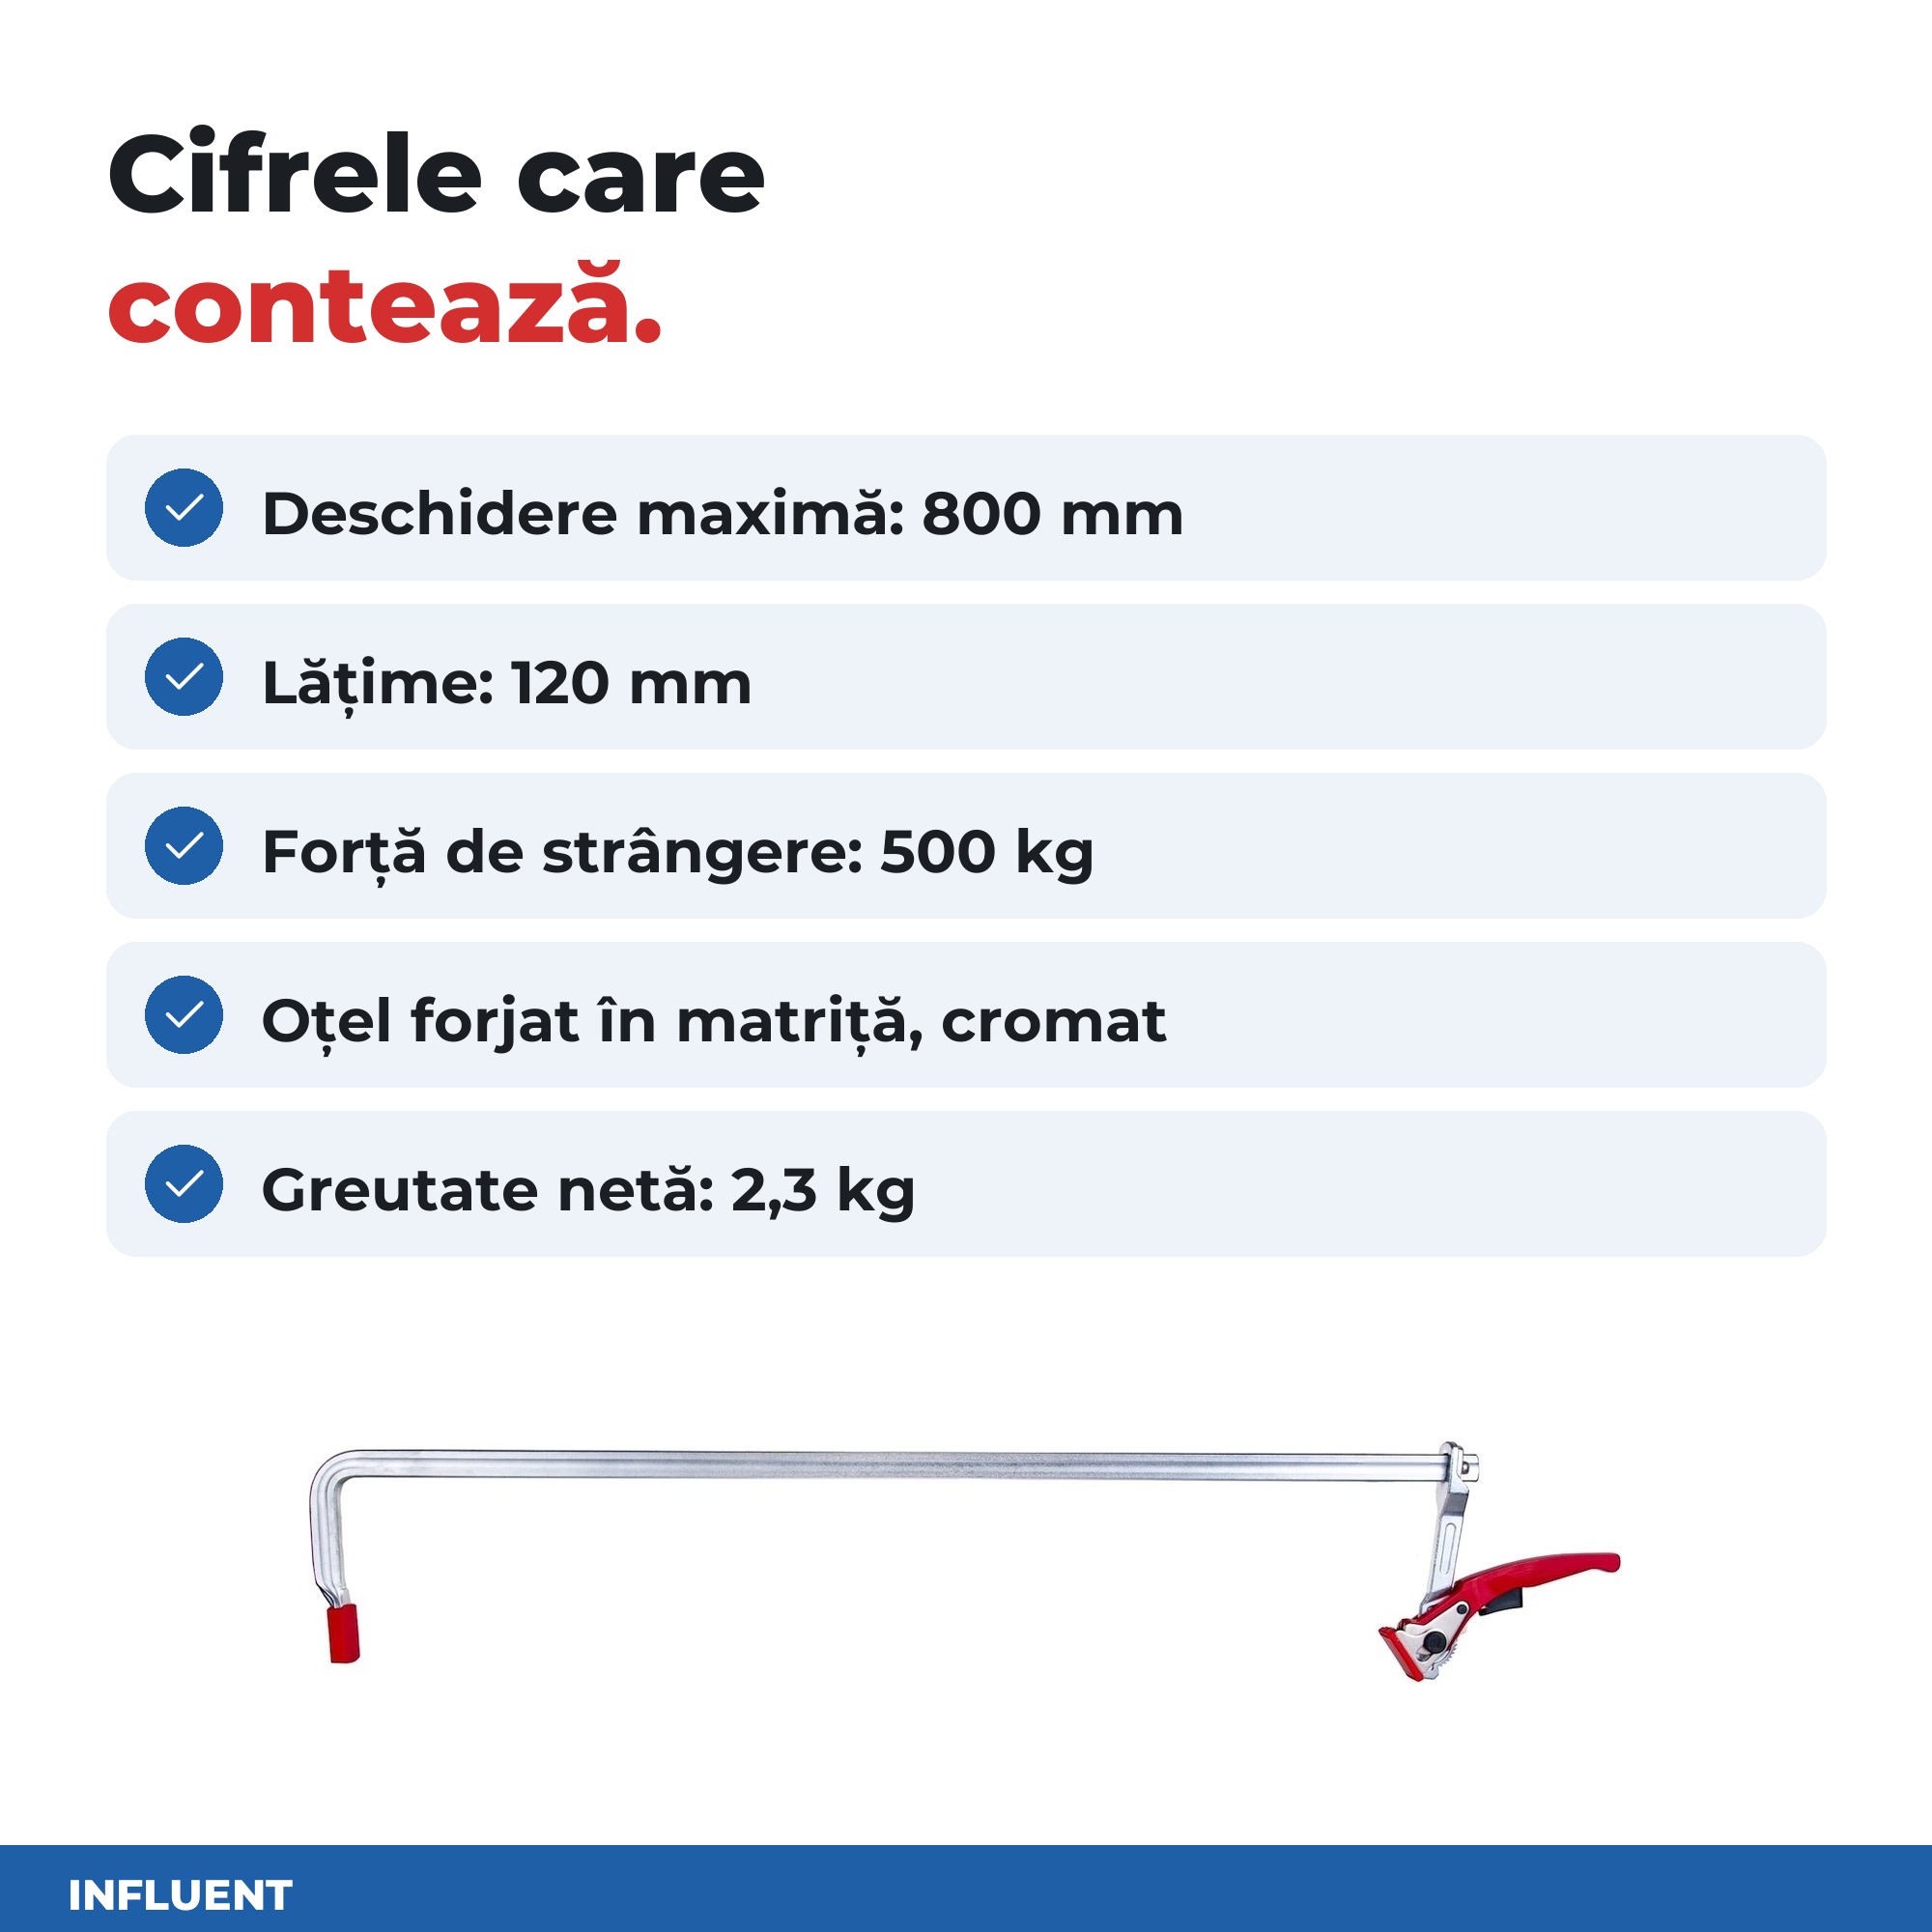 Cifrele care
contează.
Deschidere maximă: 800 mm
Lățime: 120 mm
Forță de strângere: 500 kg
Oțel forjat în matriță, cromat
Greutate netă: 2,3 kg
INFLUENT